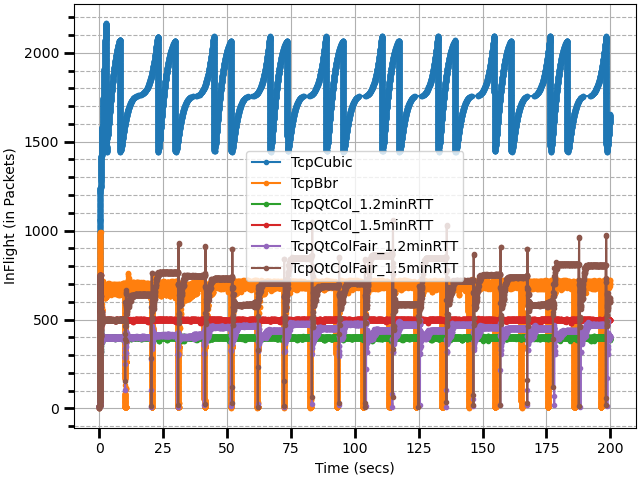 2000
1500
1000
500
0
InFlight (In Packets)
TcpCubic
TcpBbr
TcpQtCol_1.2minRTT
TcpQtCol_1.5minRTT
TcpQtColFair_1.2minRTT
TcpQtColFair_1.5minRTT
0 25 50 75 100 125 150 175 200
Time (secs)